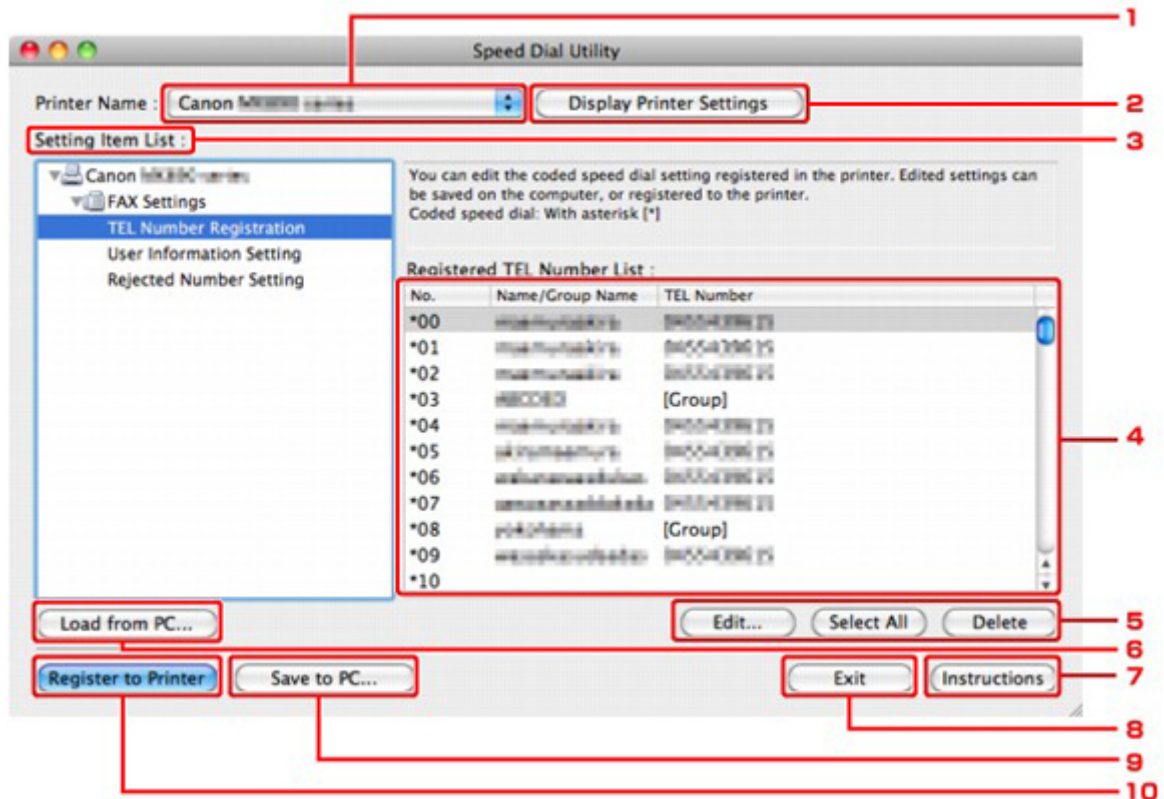 1
Speed Dial Utility
Printer Name : Canon series Display Printer Settings 2
Setting Item List : 3
Canon series
FAX Settings
TEL Number Registration
User Information Setting
Rejected Number Setting
You can edit the coded speed dial setting registered in the printer. Edited settings can
be saved on the computer, or registered to the printer.
Coded speed dial: With asterisk [*]
Registered TEL Number List :
No. Name/Group Name TEL Number
*00
*01
*02
*03 [Group]
*04
*05
*06
*07
*08 [Group]
*09
*10
4
Load from PC... Edit... Select All Delete 5
6
Register to Printer Save to PC... Exit Instructions 7
8
9
10